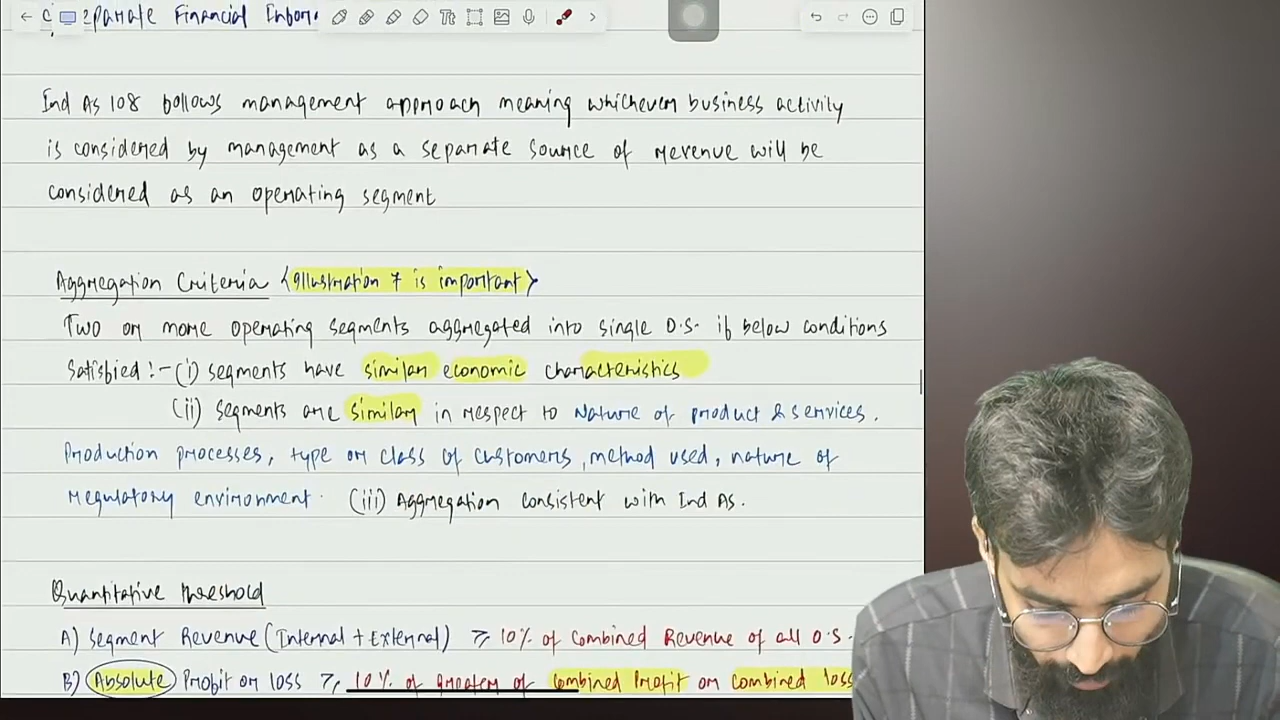 Separate Financial Infor
Ind As 108 follows management approach meaning whichever business activity
is considered by management as a separate source of revenue will be
considered as an operating segment
Aggregation Criteria <Illustration 7 is important>
Two or more operating segments aggregated into single O.S. if below conditions
Satisfied :- (i) segments have similar economic characteristics
(ii) segments are similar in respect to Nature of product & services.
Production processes, type or class of customers, method used, nature of
regulatory environment. (iii) Aggregation consistent with Ind As.
Quantitative threshold
A) Segment Revenue (Internal + External) ≥ 10% of Combined Revenue of all O.S.
B) Absolute Profit or loss ≥ 10% of greater of combined Profit or combined loss